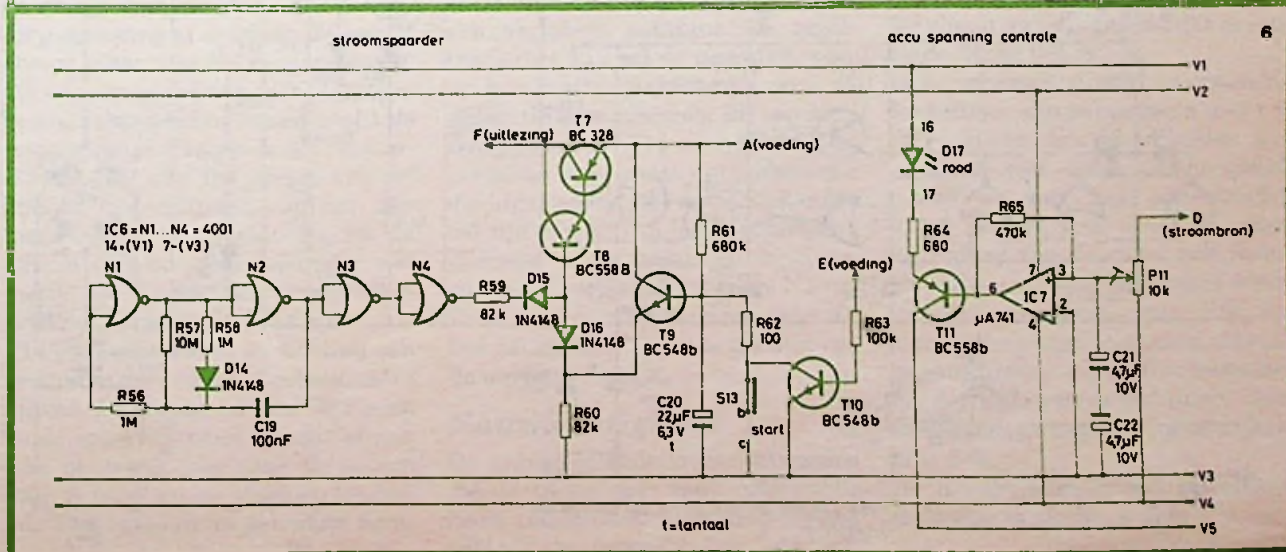 stroomspaarder
accu spanning controle
6
V1
V2
T7
BC 328
F(uitlezing)
A(voeding)
16
D17
rood
17
R65
470k
D
(stroombron)
IC6=N1...N4=4001
14+(V1) 7-(V3)
R61
680k
R64
680
T8
BC558B
E(voeding)
7
3
P11
10k
6
IC7
2
4
µA741
N1
N2
N3
N4
R59
82k
D15
1N4148
D16
1N4148
T9
BC548b
R62
100
R63
100k
T11
BC558b
R57
10M
R58
1M
D14
1N4148
R56
1M
C19
100nF
R60
82k
C20
22µF
6,3V
t
S13
b
start
c
T10
BC548b
C21
4,7µF
10V
C22
4,7µF
10V
V3
V4
t=tantaal
V5